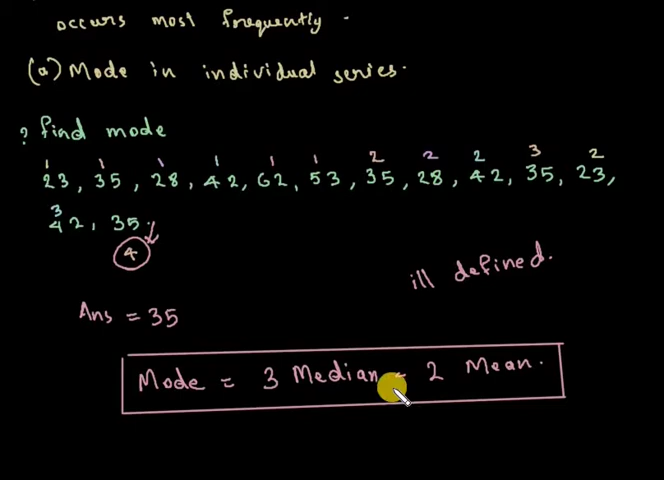 occurs most frequently.
(a) Mode in individual series.
? find mode
1 1 1 1 1 1 2 2 2 3 2
23, 35, 28, 42, 62, 53, 35, 28, 42, 35, 23,
3
42, 35.
4
ill defined.
Ans = 35
Mode = 3 Median - 2 Mean.